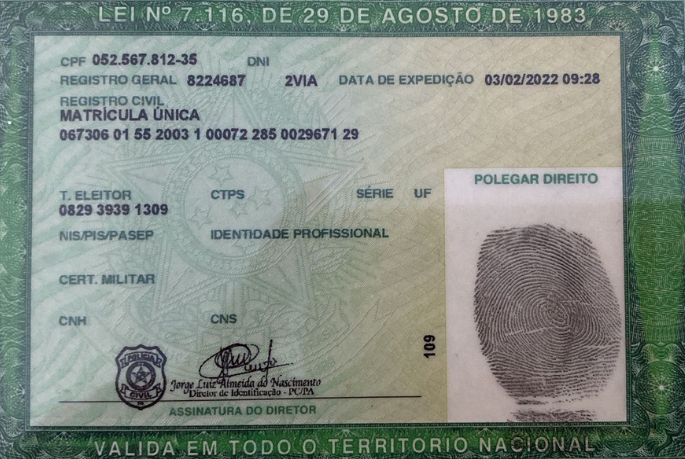 LEI Nº 7.116, DE 29 DE AGOSTO DE 1983
CPF 052.567.812-35 DNI
REGISTRO GERAL 8224687 2VIA DATA DE EXPEDIÇÃO 03/02/2022 09:28
REGISTRO CIVIL
MATRÍCULA ÚNICA
067306 01 55 2003 1 00072 285 0029671 29
POLEGAR DIREITO
T. ELEITOR CTPS SÉRIE UF
0829 3939 1309
NIS/PIS/PASEP IDENTIDADE PROFISSIONAL
CERT. MILITAR
CNH CNS
109
POLICIA
CIVIL
Jorge Luiz Almeida do Nascimento
Diretor de Identificação - PC/PA
ASSINATURA DO DIRETOR
VALIDA EM TODO O TERRITORIO NACIONAL